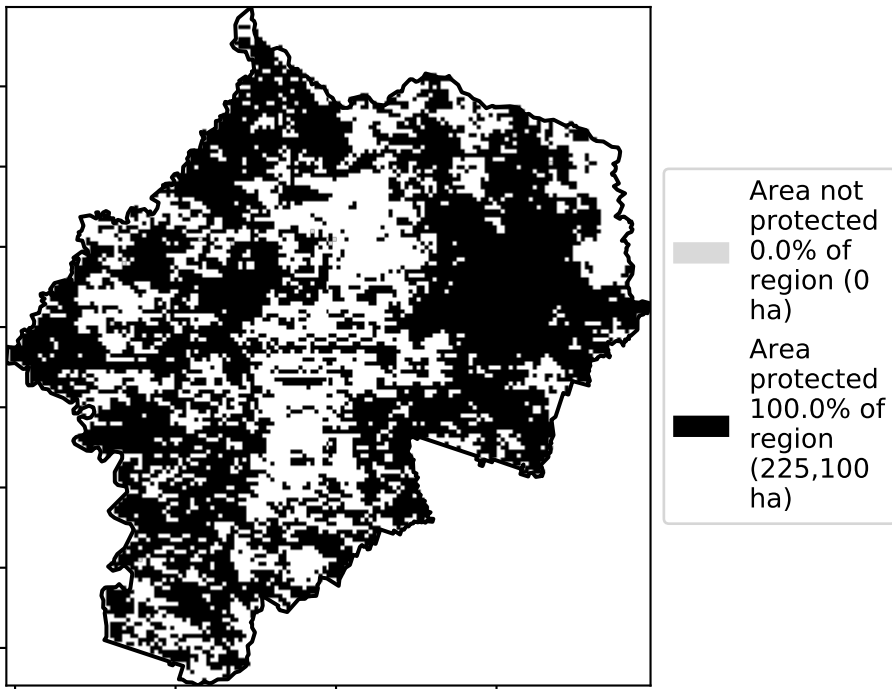 Area not
protected
0.0% of
region (0
ha)
Area
protected
100.0% of
region
(225,100
ha)